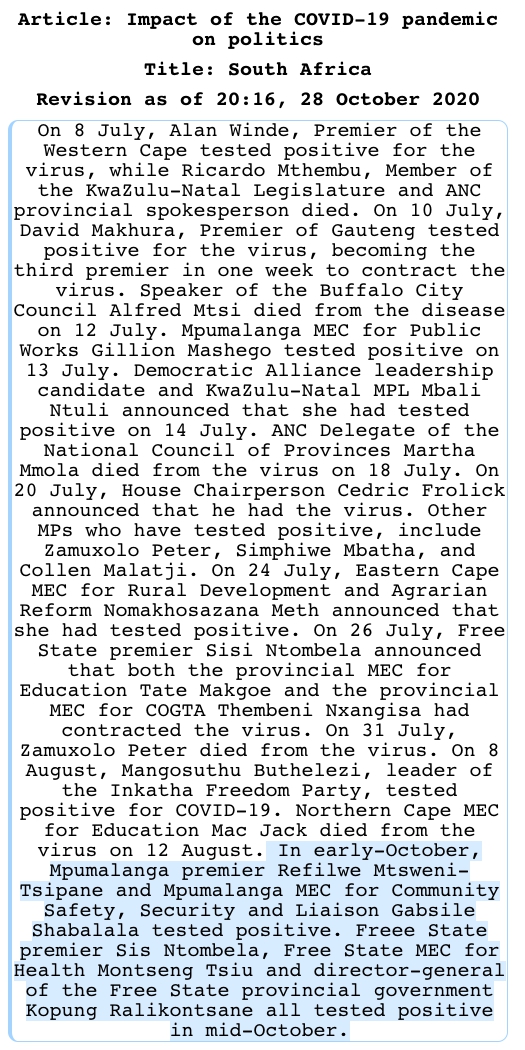 Article: Impact of the COVID-19 pandemic
on politics
Title: South Africa
Revision as of 20:16, 28 October 2020
On 8 July, Alan Winde, Premier of the
Western Cape tested positive for the
virus, while Ricardo Mthembu, Member of
the KwaZulu-Natal Legislature and ANC
provincial spokesperson died. On 10 July,
David Makhura, Premier of Gauteng tested
positive for the virus, becoming the
third premier in one week to contract the
virus. Speaker of the Buffalo City
Council Alfred Mtsi died from the disease
on 12 July. Mpumalanga MEC for Public
Works Gillion Mashego tested positive on
13 July. Democratic Alliance leadership
candidate and KwaZulu-Natal MPL Mbali
Ntuli announced that she had tested
positive on 14 July. ANC Delegate of the
National Council of Provinces Martha
Mmola died from the virus on 18 July. On
20 July, House Chairperson Cedric Frolick
announced that he had the virus. Other
MPs who have tested positive, include
Zamuxolo Peter, Simphiwe Mbatha, and
Collen Malatji. On 24 July, Eastern Cape
MEC for Rural Development and Agrarian
Reform Nomakhosazana Meth announced that
she had tested positive. On 26 July, Free
State premier Sisi Ntombela announced
that both the provincial MEC for
Education Tate Makgoe and the provincial
MEC for COGTA Thembeni Nxangisa had
contracted the virus. On 31 July,
Zamuxolo Peter died from the virus. On 8
August, Mangosuthu Buthelezi, leader of
the Inkatha Freedom Party, tested
positive for COVID-19. Northern Cape MEC
for Education Mac Jack died from the
virus on 12 August. In early-October,
Mpumalanga premier Refilwe Mtsweni-
Tsipane and Mpumalanga MEC for Community
Safety, Security and Liaison Gabsile
Shabalala tested positive. Freee State
premier Sis Ntombela, Free State MEC for
Health Montseng Tsiu and director-general
of the Free State provincial government
Kopung Ralikontsane all tested positive
in mid-October.